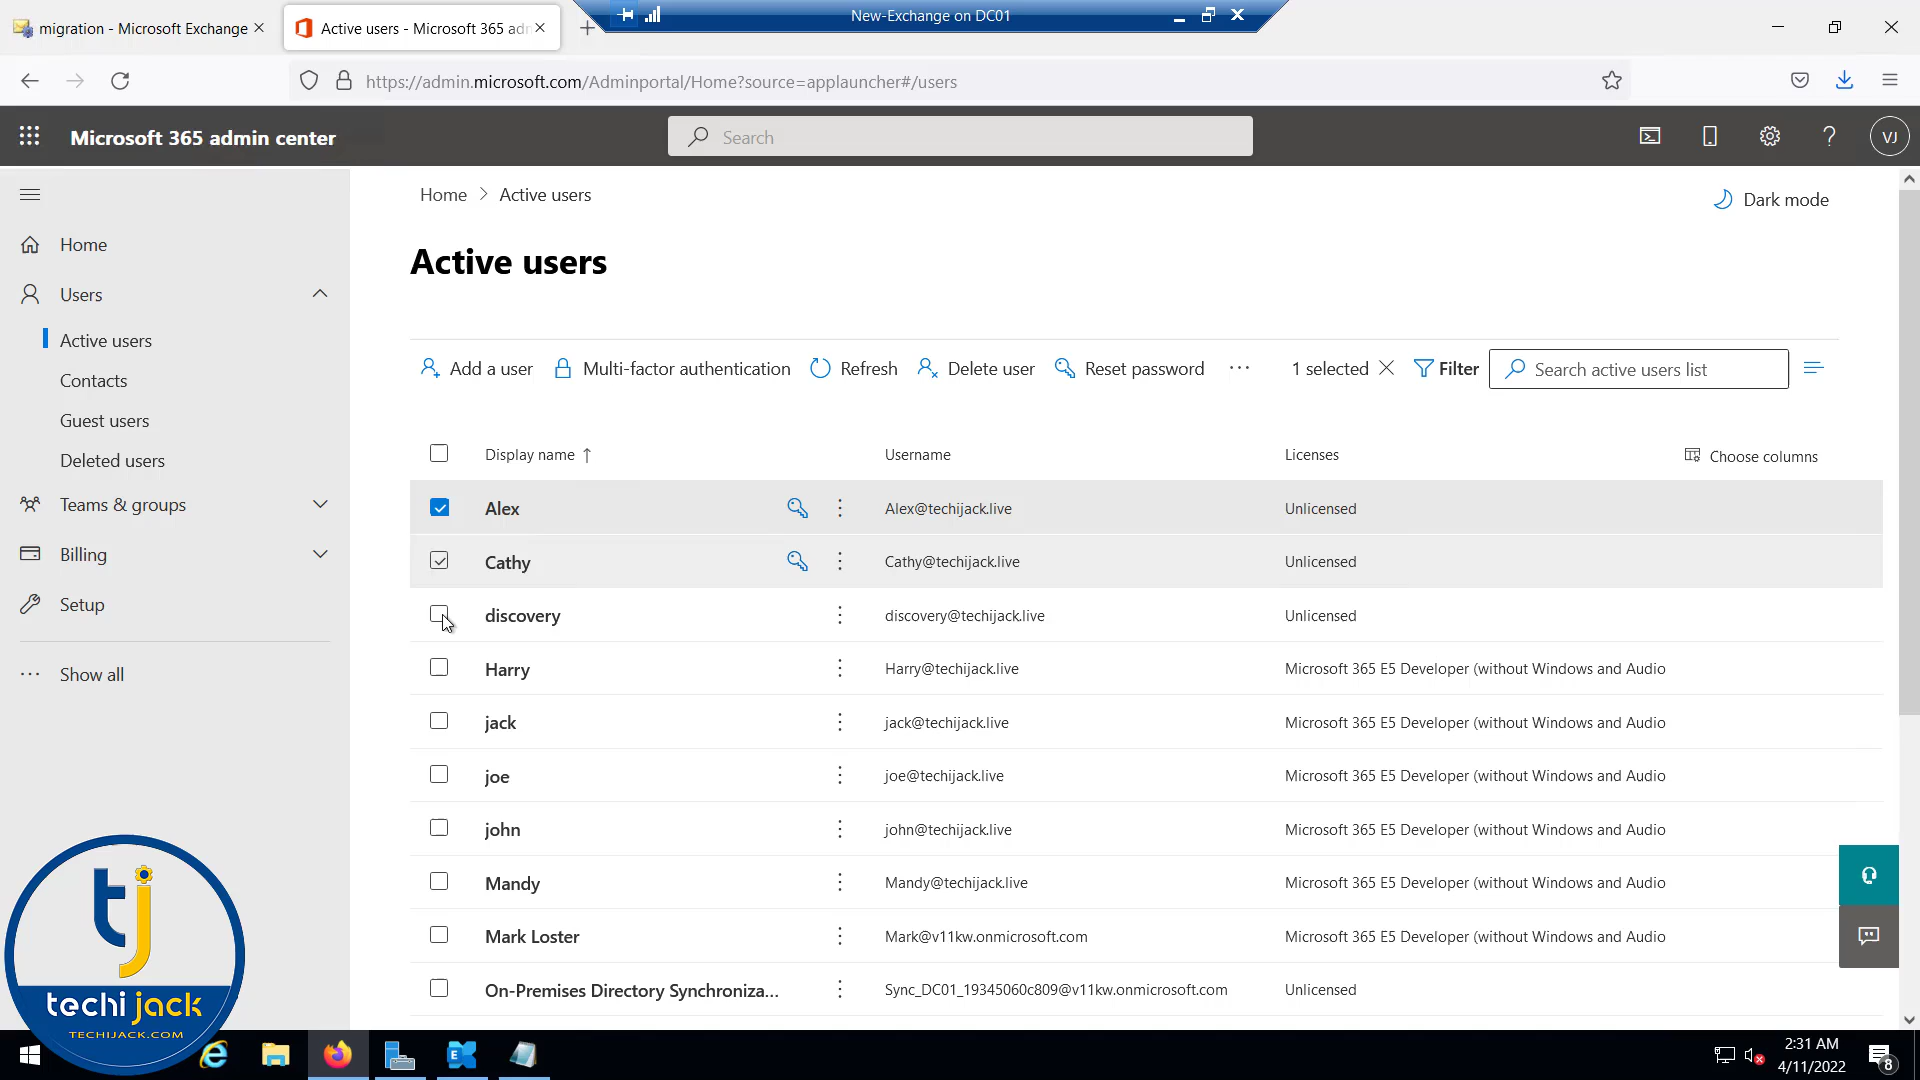 migration - Microsoft Exchange
Active users - Microsoft 365 adm
New-Exchange on DC01
https://admin.microsoft.com/Adminportal/Home?source=applauncher#/users
Microsoft 365 admin center
Search
VJ
Home
Users
Active users
Contacts
Guest users
Deleted users
Teams & groups
Billing
Setup
Show all
Home > Active users
Dark mode
Active users
Add a user
Multi-factor authentication
Refresh
Delete user
Reset password
1 selected
Filter
Search active users list
Display name ↑ Username Licenses Choose columns
Alex Alex@techijack.live Unlicensed
Cathy Cathy@techijack.live Unlicensed
discovery discovery@techijack.live Unlicensed
Harry Harry@techijack.live Microsoft 365 E5 Developer (without Windows and Audio
jack jack@techijack.live Microsoft 365 E5 Developer (without Windows and Audio
joe joe@techijack.live Microsoft 365 E5 Developer (without Windows and Audio
john john@techijack.live Microsoft 365 E5 Developer (without Windows and Audio
Mandy Mandy@techijack.live Microsoft 365 E5 Developer (without Windows and Audio
Mark Loster Mark@v11kw.onmicrosoft.com Microsoft 365 E5 Developer (without Windows and Audio
On-Premises Directory Synchroniza... Sync_DC01_19345060c809@v11kw.onmicrosoft.com Unlicensed
tj
techi jack
TECHIJACK.COM
2:31 AM
4/11/2022
8